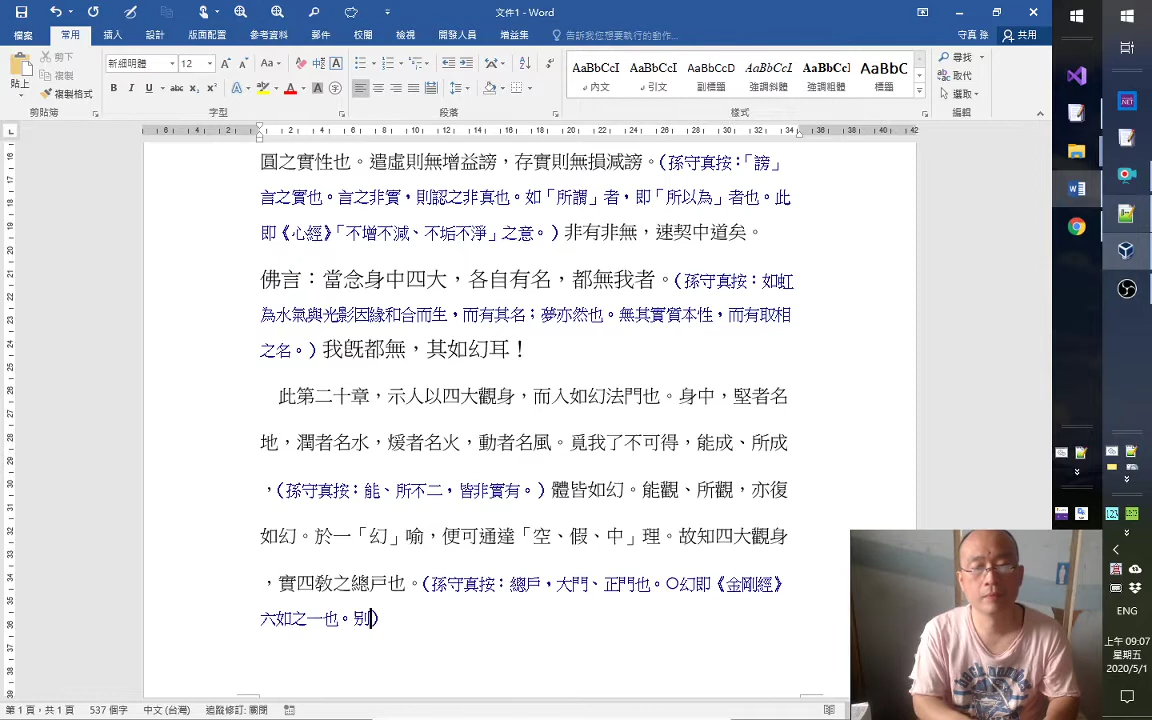 文件1 - Word
檔案
常用
插入
設計
版面配置
參考資料
郵件
校閱
檢視
開發人員
增益集
告訴我您想要執行的動作...
守真 孫
共用
貼上
剪下
複製
複製格式
剪貼簿
新細明體
12
字型
段落
AaBbCcI
內文
AaBbCcI
引文
AaBbCcD
副標題
AaBbCcI
強調斜體
AaBbCcI
強調粗體
AaBbC
標題
樣式
尋找
取代
選取
編輯
圓之實性也。遣虛則無增益謗，存實則無損減謗。(孫守真按：「謗」
言之實也。言之非實，則認之非真也。如「所謂」者，即「所以為」者也。此
即《心經》「不增不減、不垢不淨」之意。)非有非無，速契中道矣。
佛言：當念身中四大，各自有名，都無我者。(孫守真按：如虹
為水氣與光影因緣和合而生，而有其名；夢亦然也。無其實質本性，而有取相
之名。)我旣都無，其如幻耳！
此第二十章，示人以四大觀身，而入如幻法門也。身中，堅者名
地，潤者名水，煖者名火，動者名風。覓我了不可得，能成、所成
，(孫守真按：能、所不二，皆非實有。)體皆如幻。能觀、所觀，亦復
如幻。於一「幻」喻，便可通達「空、假、中」理。故知四大觀身
，實四敎之總戶也。(孫守真按：總戶，大門、正門也。○幻即《金剛經》
六如之一也。别)
第 1 頁，共 1 頁
537 個字
中文 (台灣)
追蹤修訂: 關閉
ENG
上午 09:07
星期五
2020/5/1